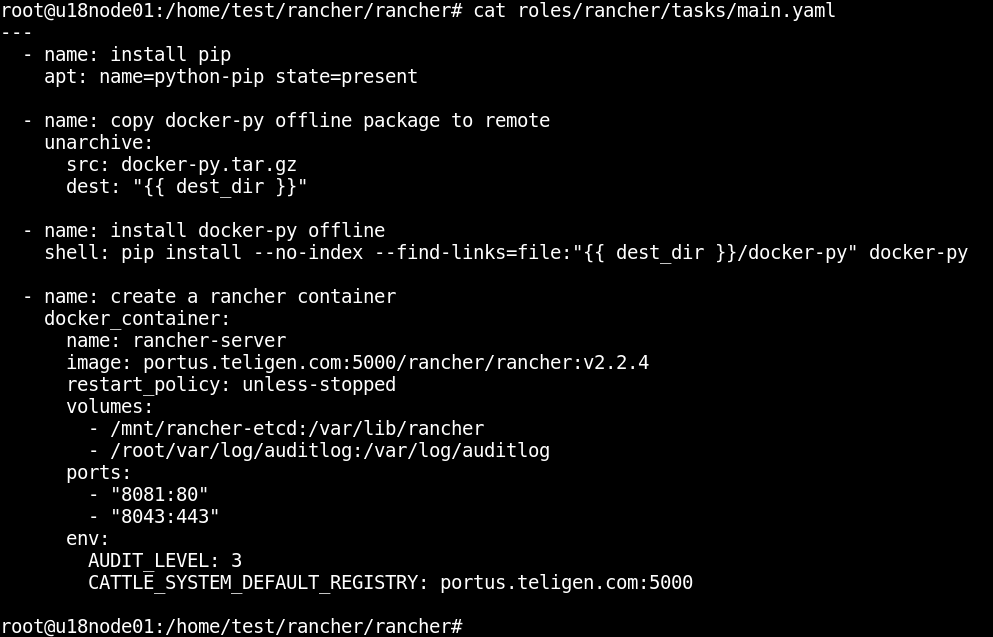 root@u18node01:/home/test/rancher/rancher# cat roles/rancher/tasks/main.yaml
---
  - name: install pip
    apt: name=python-pip state=present

  - name: copy docker-py offline package to remote
    unarchive:
      src: docker-py.tar.gz
      dest: "{{ dest_dir }}"

  - name: install docker-py offline
    shell: pip install --no-index --find-links=file:"{{ dest_dir }}/docker-py" docker-py

  - name: create a rancher container
    docker_container:
      name: rancher-server
      image: portus.teligen.com:5000/rancher/rancher:v2.2.4
      restart_policy: unless-stopped
      volumes:
        - /mnt/rancher-etcd:/var/lib/rancher
        - /root/var/log/auditlog:/var/log/auditlog
      ports:
        - "8081:80"
        - "8043:443"
      env:
        AUDIT_LEVEL: 3
        CATTLE_SYSTEM_DEFAULT_REGISTRY: portus.teligen.com:5000

root@u18node01:/home/test/rancher/rancher#